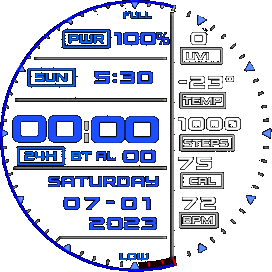 FULL
PWR 100%
SUN 5:30
00:00
24H BT AL 00
SATURDAY
07-01
2023
LOW
0
UVI
-23°
TEMP
1000
STEPS
75
CAL
72
BPM